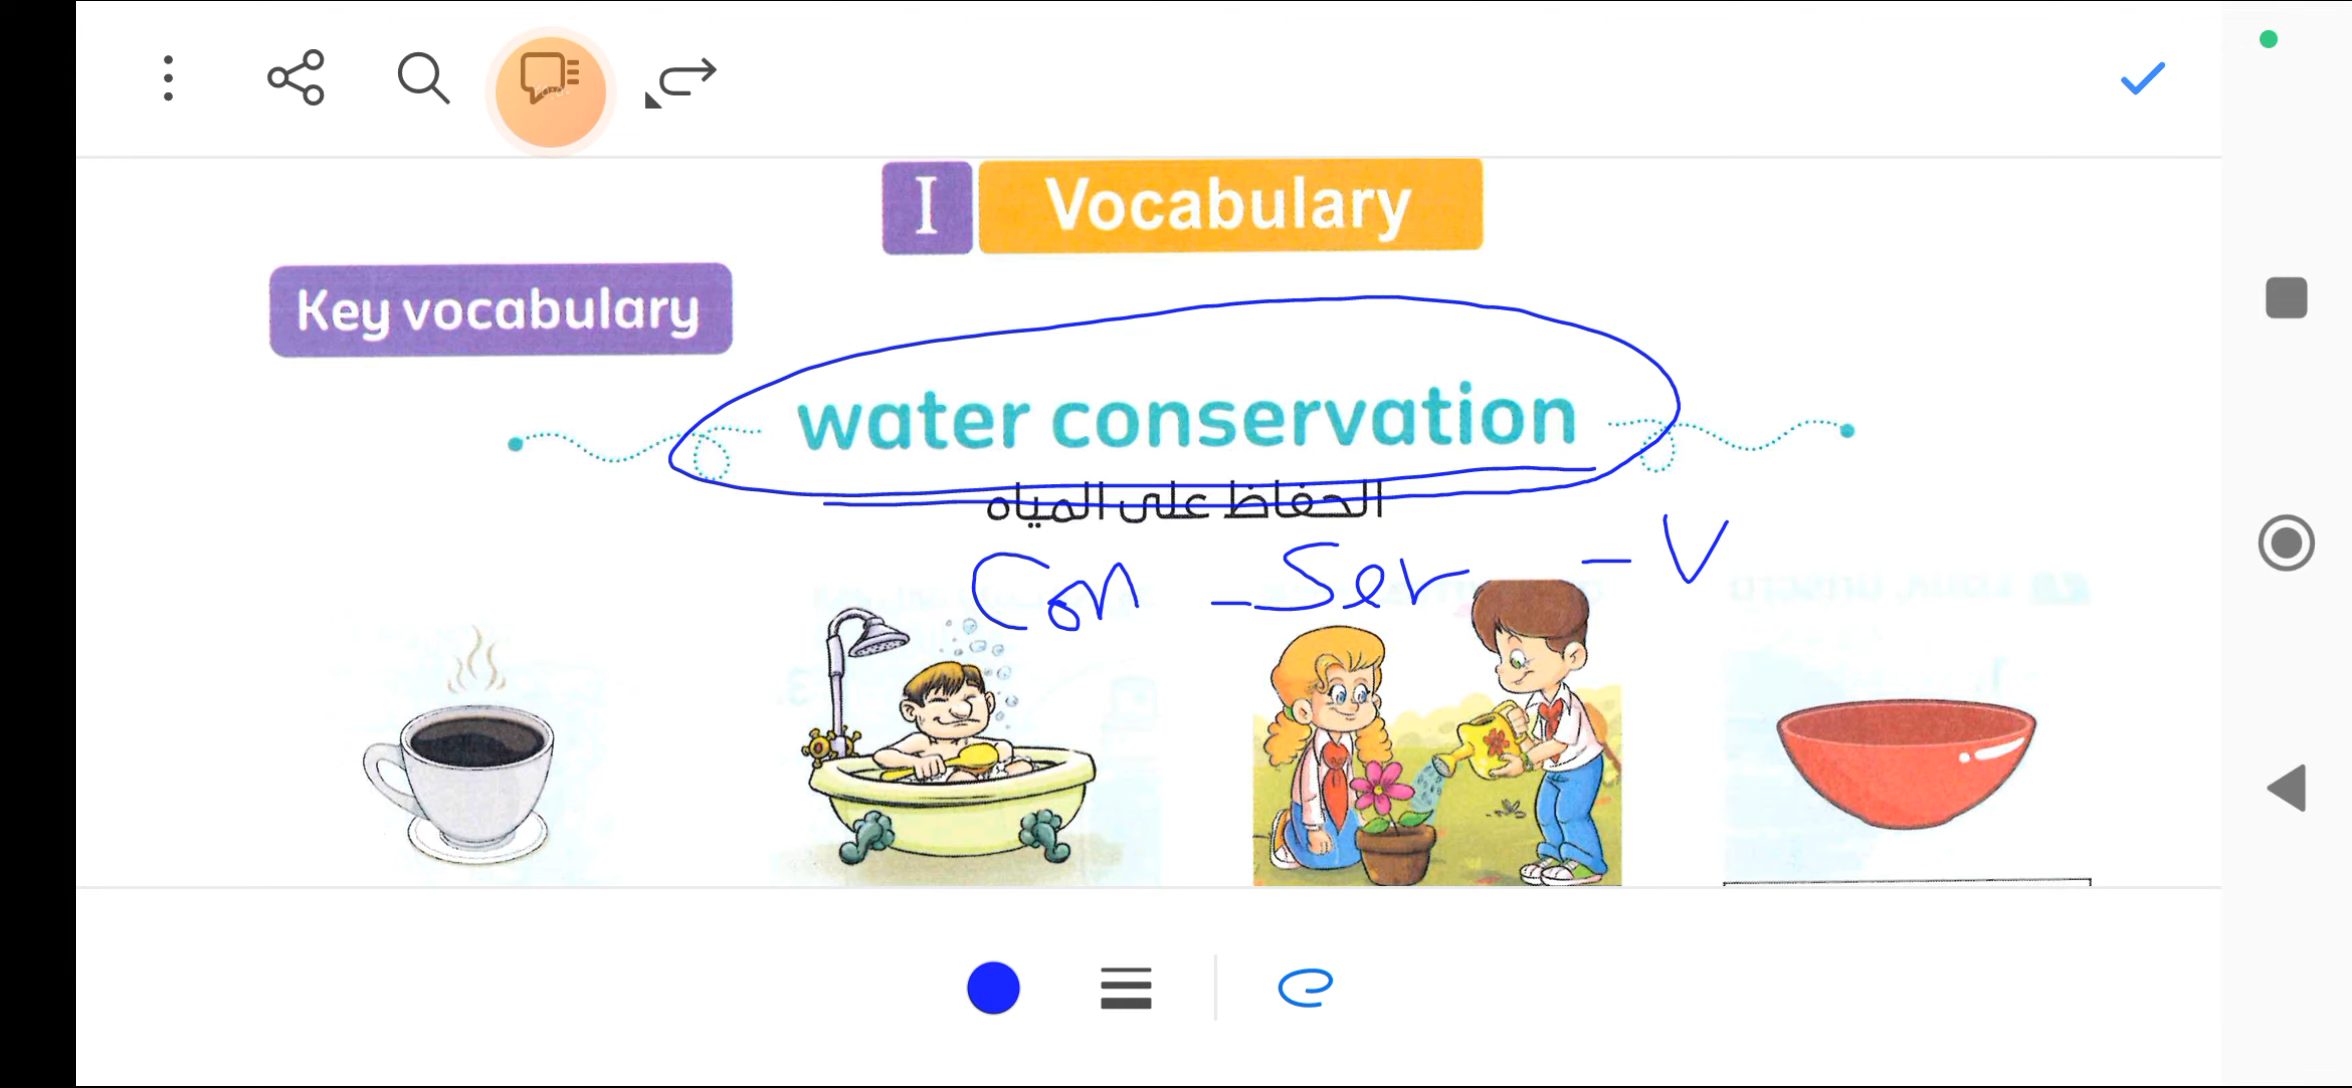 I Vocabulary
Key vocabulary
water conservation
الحفاظ على المياه
Con - Ser - V